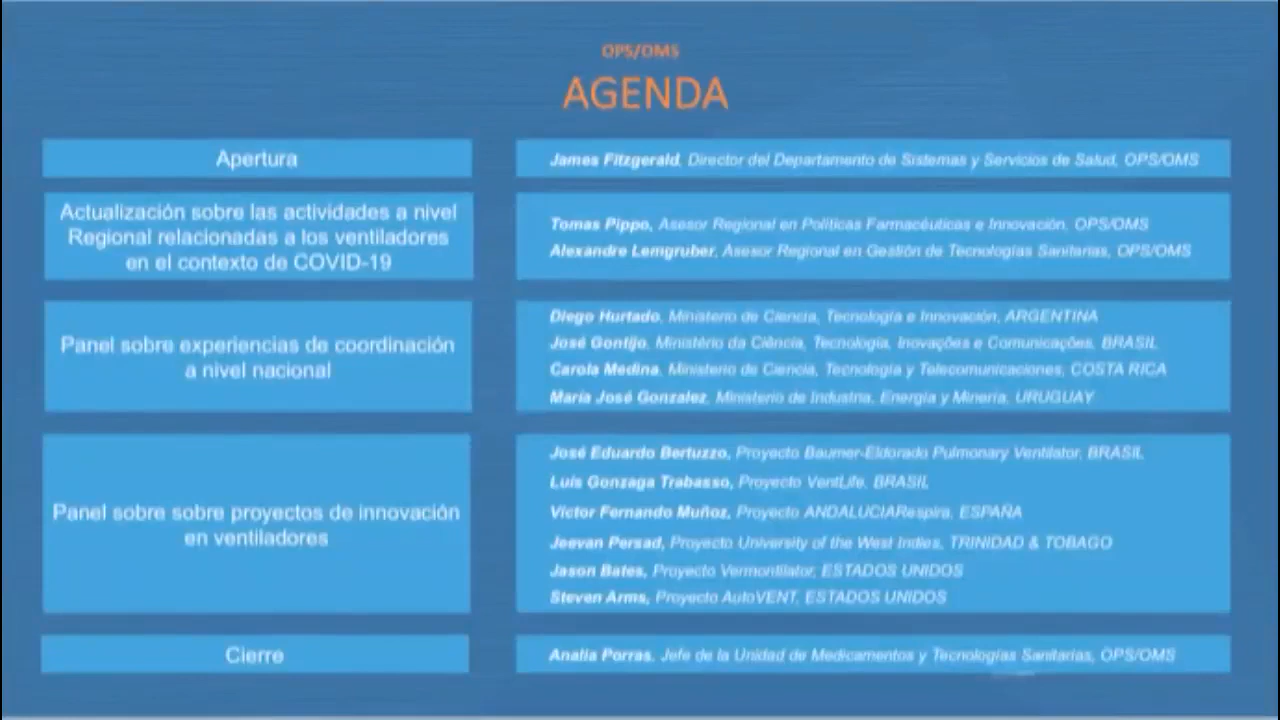 OPS/OMS
AGENDA
Apertura
James Fitzgerald, Director del Departamento de Sistemas y Servicios de Salud, OPS/OMS
Actualización sobre las actividades a nivel
Regional relacionadas a los ventiladores
en el contexto de COVID-19
Tomas Pippo, Asesor Regional en Políticas Farmacéuticas e Innovación, OPS/OMS
Alexandre Lemgruber, Asesor Regional en Gestión de Tecnologías Sanitarias, OPS/OMS
Panel sobre experiencias de coordinación
a nivel nacional
Diego Hurtado, Ministerio de Ciencia, Tecnología e Innovación, ARGENTINA
José Gontijo, Ministério da Ciência, Tecnologia, Inovações e Comunicações, BRASIL
Carola Medina, Ministerio de Ciencia, Tecnología y Telecomunicaciones, COSTA RICA
María José Gonzalez, Ministerio de Industria, Energía y Minería, URUGUAY
Panel sobre sobre proyectos de innovación
en ventiladores
José Eduardo Bertuzzo, Proyecto Baumer-Eldorado Pulmonary Ventilator, BRASIL
Luis Gonzaga Trabasso, Proyecto VentLife, BRASIL
Víctor Fernando Muñoz, Proyecto ANDALUCIARespira, ESPAÑA
Jeevan Persad, Proyecto University of the West Indies, TRINIDAD & TOBAGO
Jason Bates, Proyecto Vermontilator, ESTADOS UNIDOS
Steven Arms, Proyecto AutoVENT, ESTADOS UNIDOS
Cierre
Analía Porras, Jefe de la Unidad de Medicamentos y Tecnologías Sanitarias, OPS/OMS